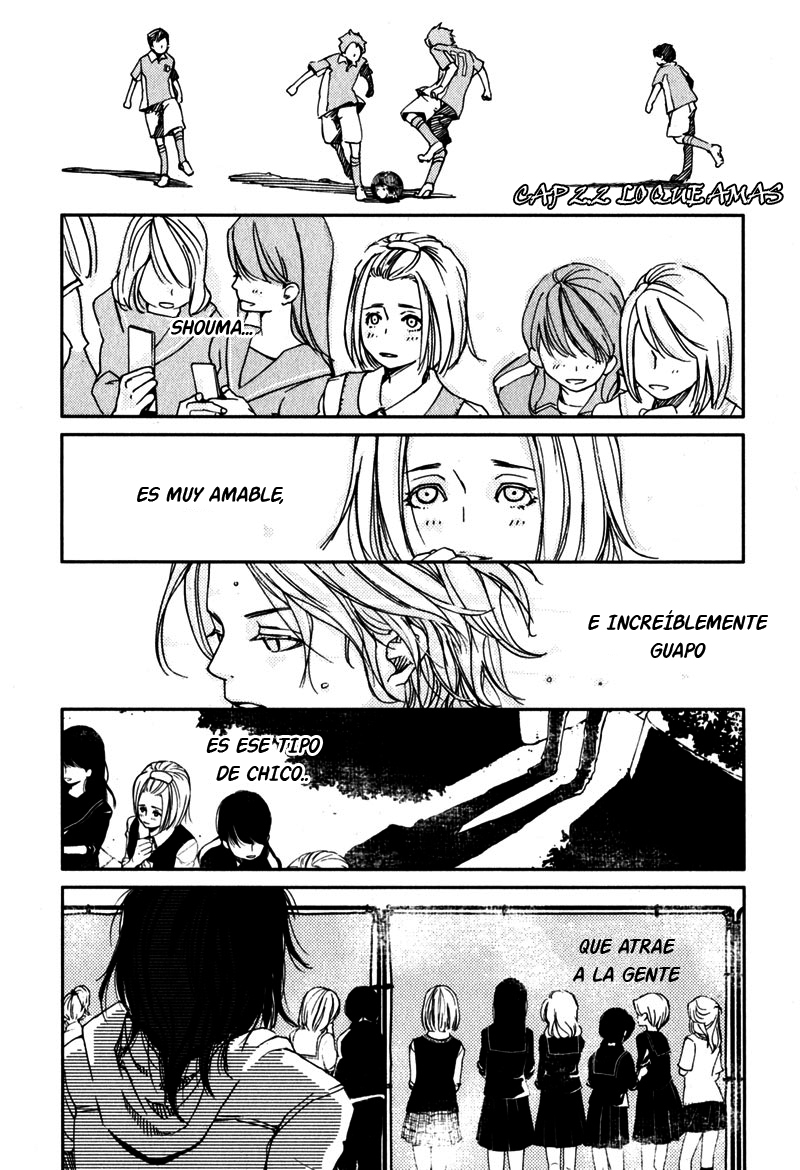 CAP 22 LO QUE AMAS
SHOUMA...
ES MUY AMABLE,
E INCREÍBLEMENTE
GUAPO
ES ESE TIPO
DE CHICO..
QUE ATRAE
A LA GENTE